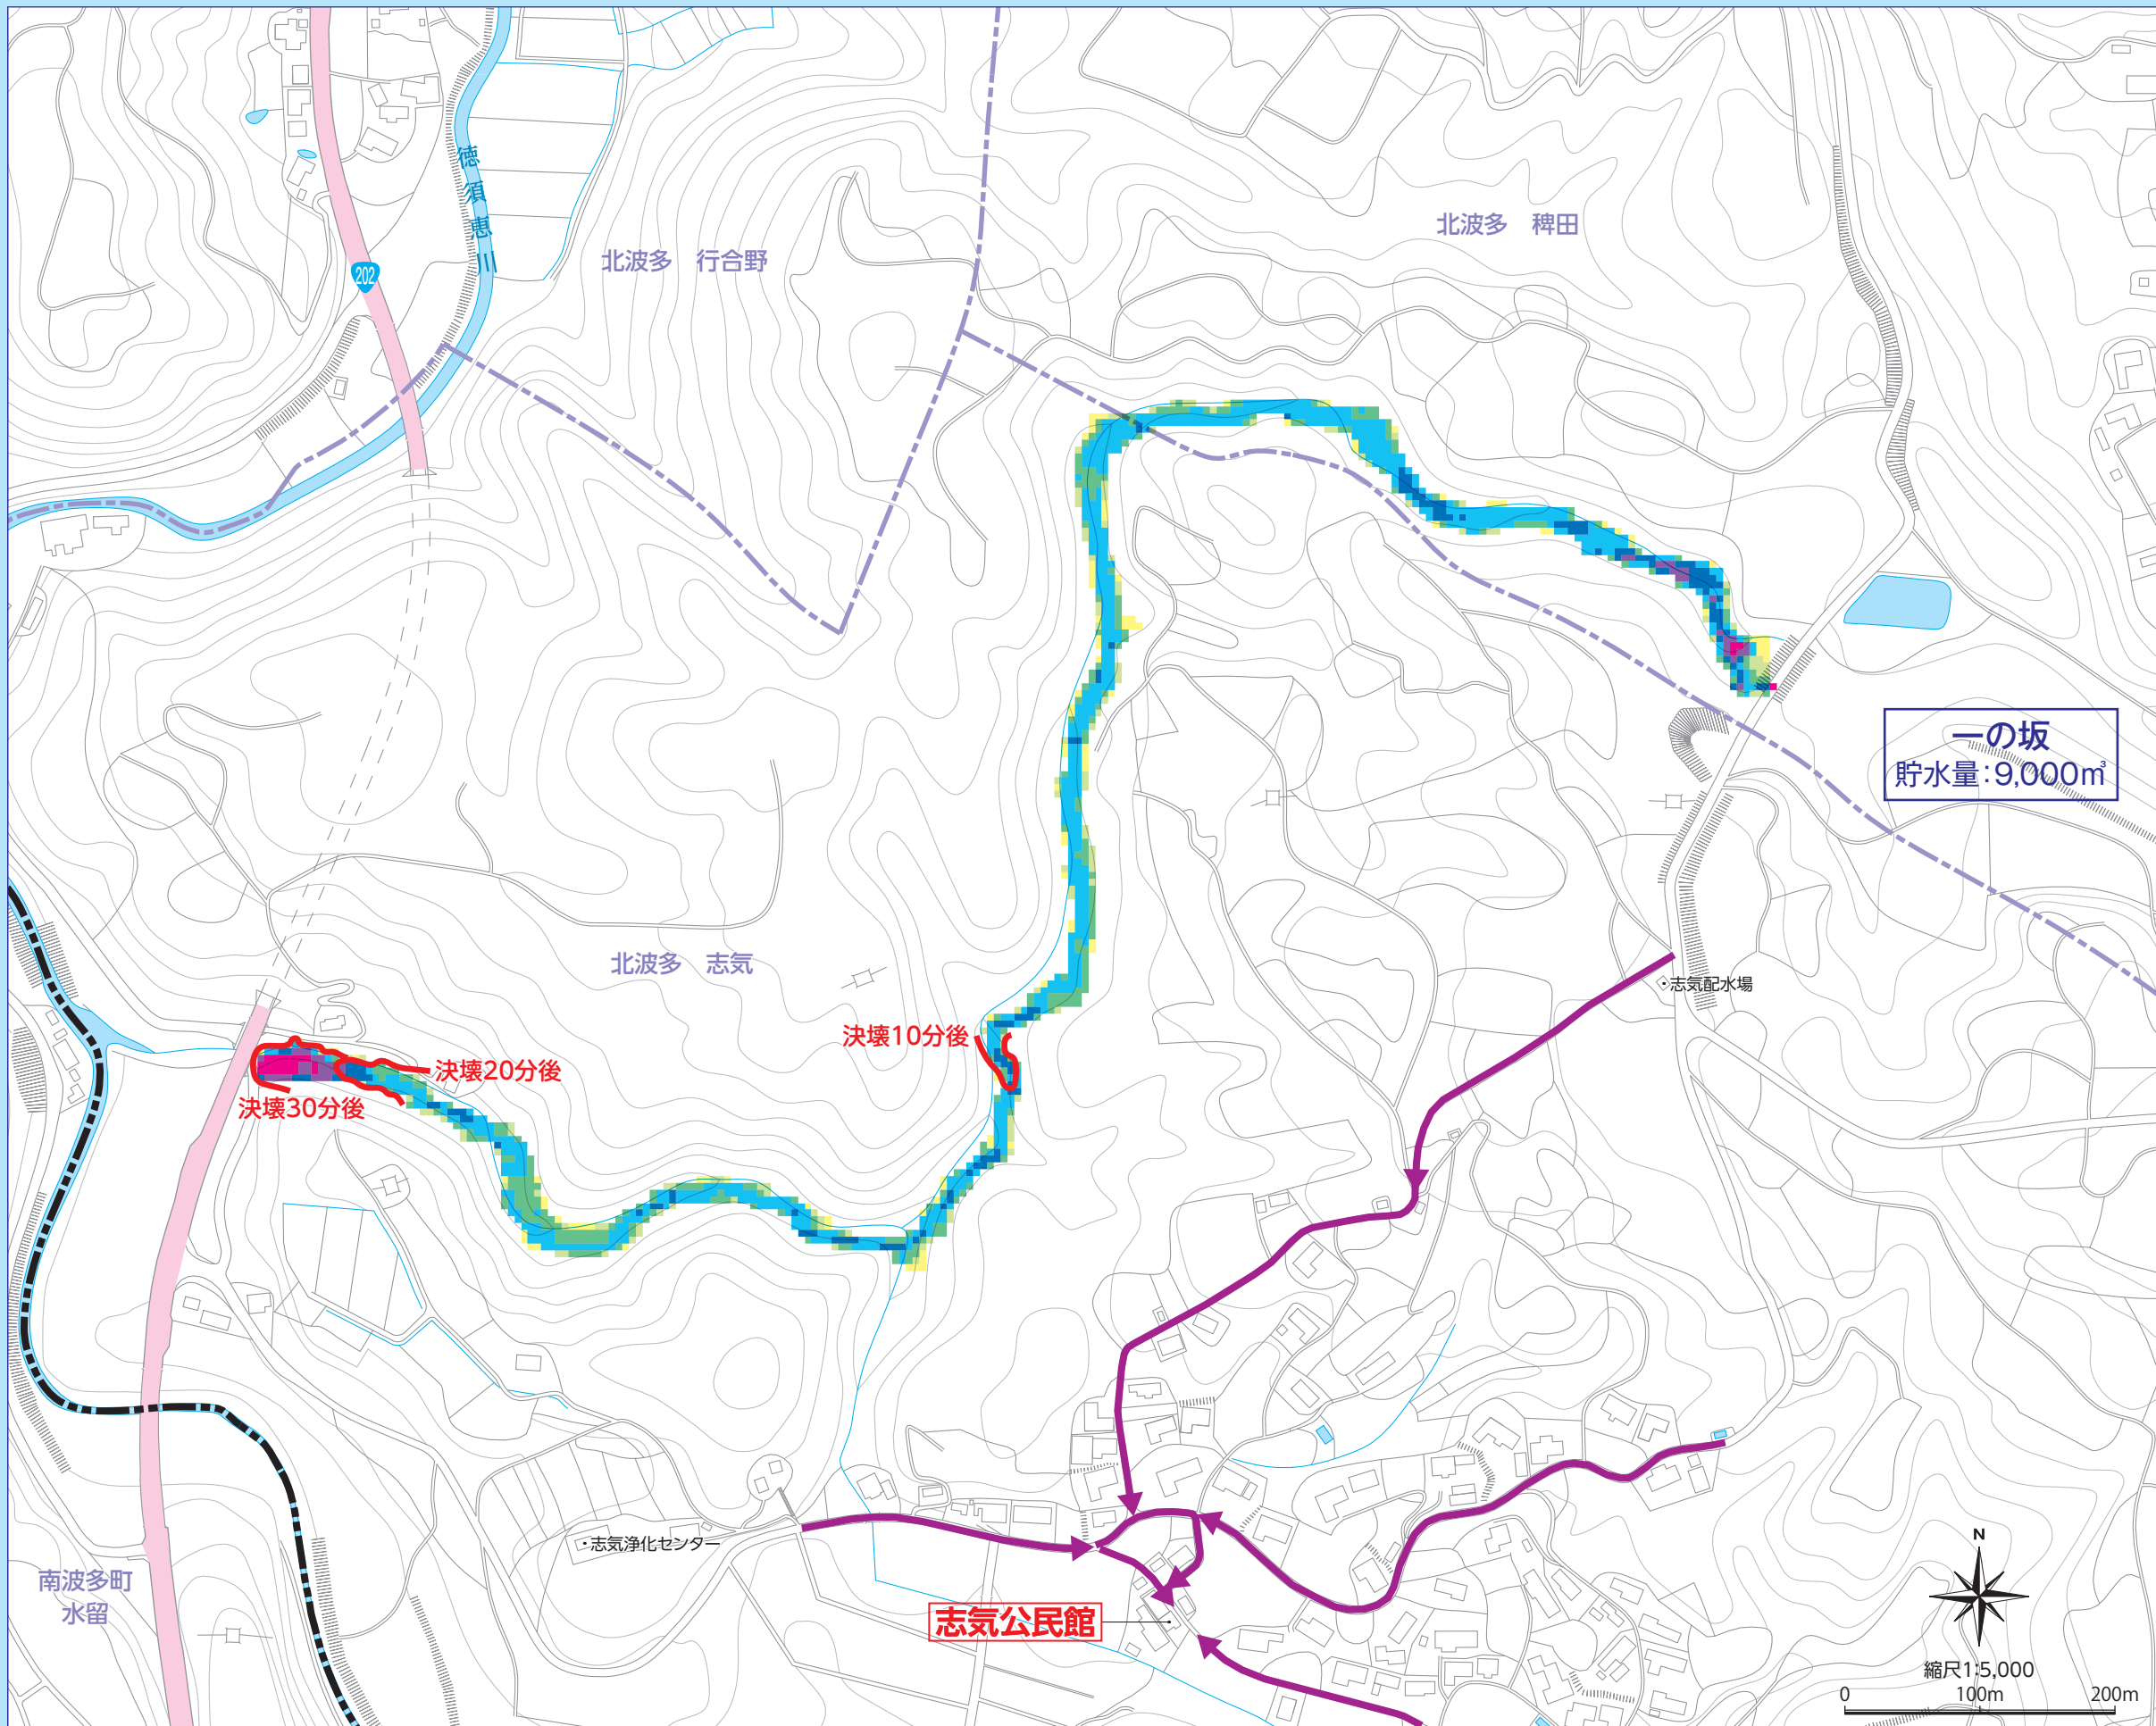 徳須恵川
202
北波多　行合野
北波多　稗田
一の坂
貯水量：9,000㎥
北波多　志気
・志気配水場
決壊10分後
決壊20分後
決壊30分後
・志気浄化センター
南波多町
水留
志気公民館
N
縮尺1:5,000
0 100m 200m